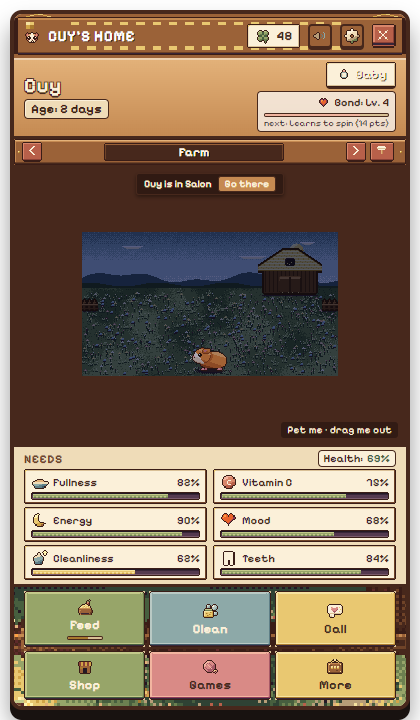 GUY'S HOME
48
Guy
Baby
Age: 2 days
Bond: Lv. 4
next: Learns to spin (14 pts)
Farm
Guy is in Salon
Go there
Pet me · drag me out
NEEDS
Health: 69%
Fullness 82%
Vitamin C 78%
Energy 90%
Mood 68%
Cleanliness 62%
Teeth 84%
Feed
Clean
Call
Shop
Games
More